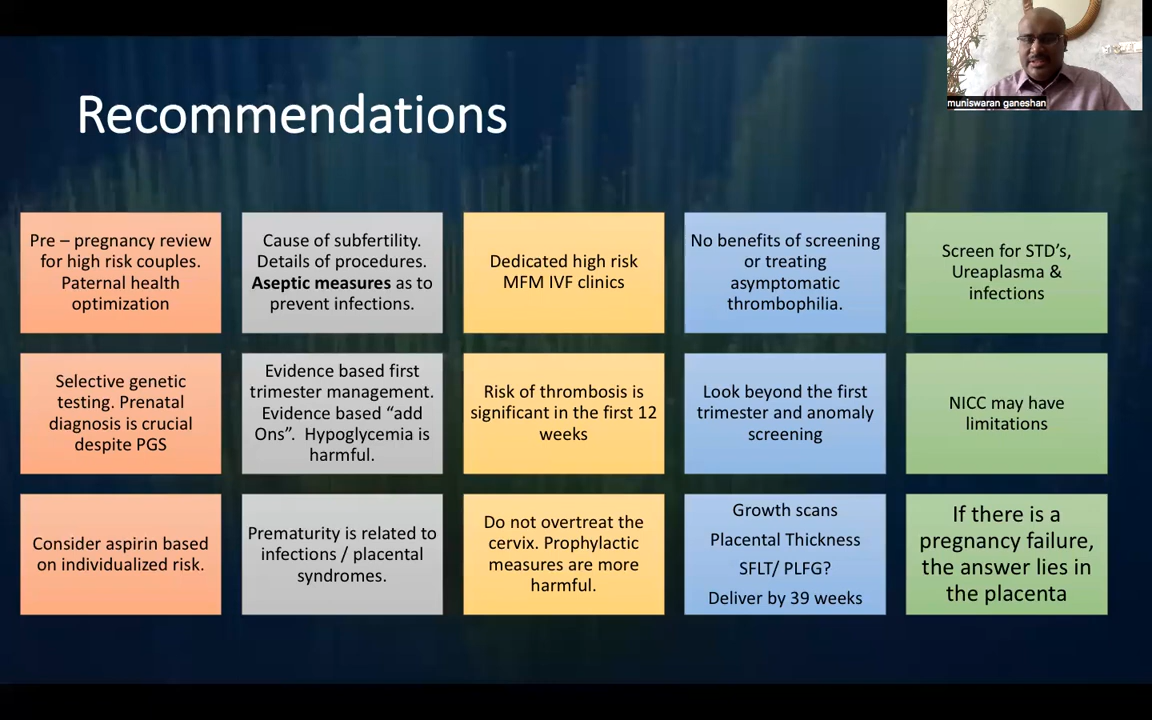 muniswaran ganeshan
Recommendations
Pre – pregnancy review
for high risk couples.
Paternal health
optimization
Cause of subfertility.
Details of procedures.
Aseptic measures as to
prevent infections.
Dedicated high risk
MFM IVF clinics
No benefits of screening
or treating
asymptomatic
thrombophilia.
Screen for STD’s,
Ureaplasma &
infections
Selective genetic
testing. Prenatal
diagnosis is crucial
despite PGS
Evidence based first
trimester management.
Evidence based “add
Ons”. Hypoglycemia is
harmful.
Risk of thrombosis is
significant in the first 12
weeks
Look beyond the first
trimester and anomaly
screening
NICC may have
limitations
Consider aspirin based
on individualized risk.
Prematurity is related to
infections / placental
syndromes.
Do not overtreat the
cervix. Prophylactic
measures are more
harmful.
Growth scans
Placental Thickness
SFLT/ PLFG?
Deliver by 39 weeks
If there is a
pregnancy failure,
the answer lies in
the placenta